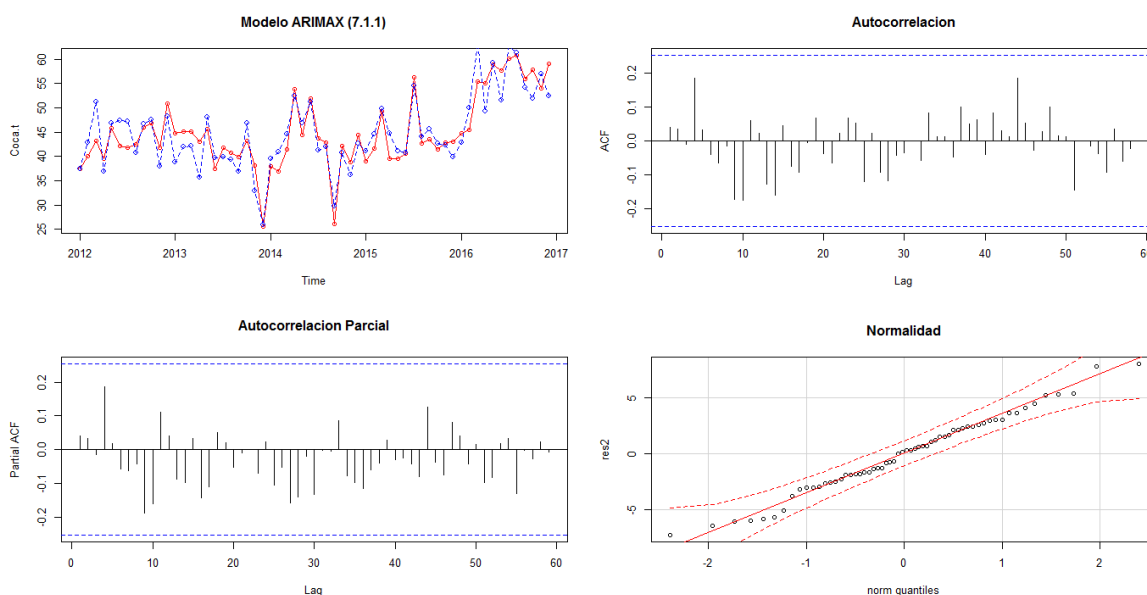 Modelo ARIMAX (7.1.1)
Coca.t
60
55
50
45
40
35
30
25
2012 2013 2014 2015 2016 2017
Time
Autocorrelacion
ACF
0.2
0.1
0.0
-0.1
-0.2
0 10 20 30 40 50 60
Lag
Autocorrelacion Parcial
Partial ACF
0.2
0.1
0.0
-0.1
-0.2
0 10 20 30 40 50 60
Lag
Normalidad
res2
5
0
-5
-2 -1 0 1 2
norm quantiles